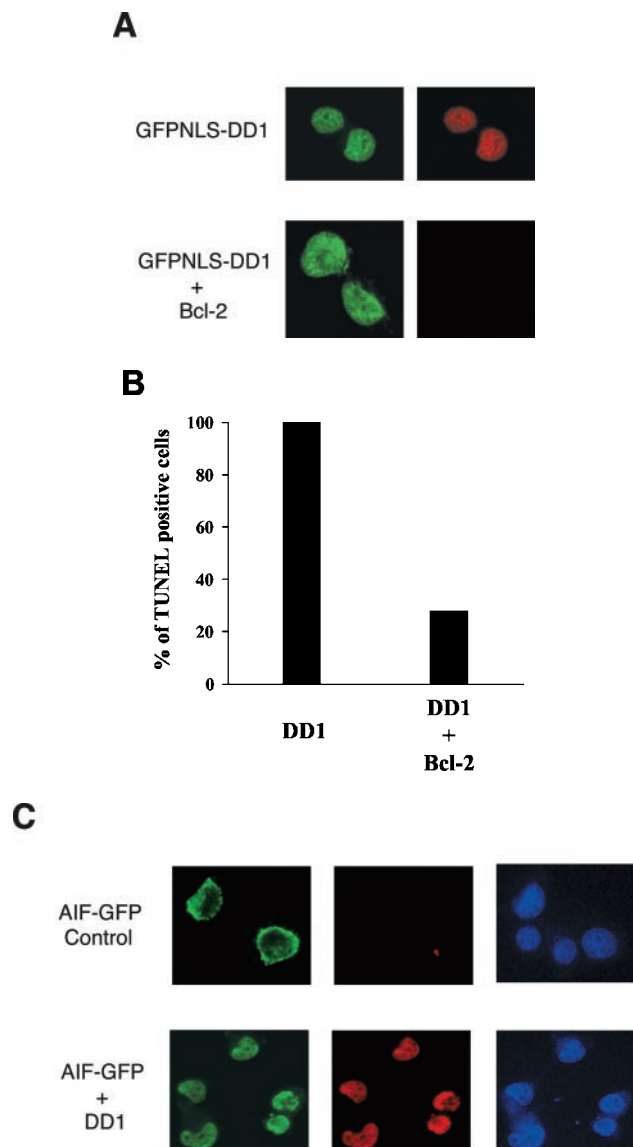 A
GFPNLS-DD1
GFPNLS-DD1
+
Bcl-2
B
% of TUNEL positive cells
100
80
60
40
20
0
DD1
DD1
+
Bcl-2
C
AIF-GFP
Control
AIF-GFP
+
DD1